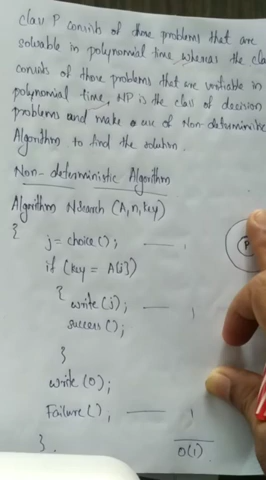 class P consists of those problems that are
solvable in polynomial time, whereas the cla
consists of those problems that are verifiable in
polynomial time, NP is the class of decision
problems and make a use of Non-deterministic
Algorithm to find the solution.
Non-deterministic Algorithm
Algorithm Nsearch (A, n, key)
{
j = choice(); — 1
if (key = A[j])
{
write(j); — 1
success();
}
write(0);
Failure(); — 1
}. O(1).
P